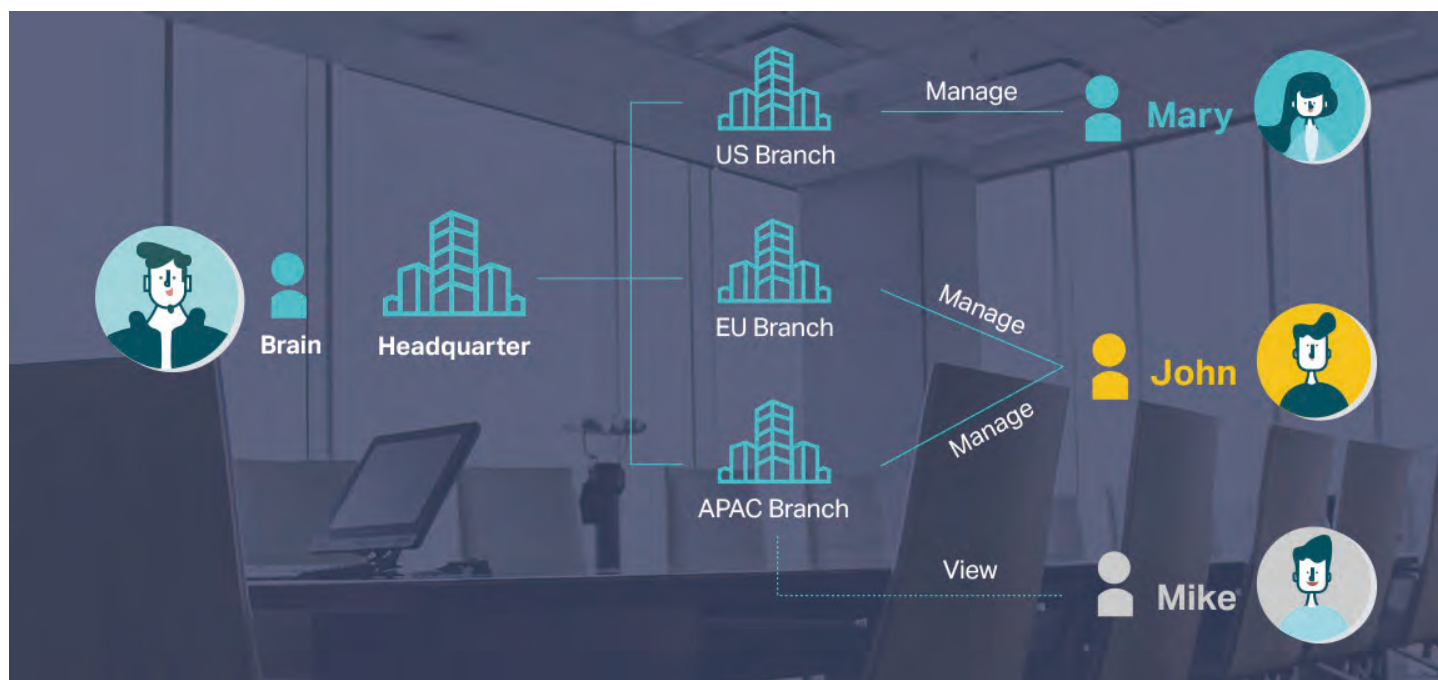 Manage
Mary
US Branch
Manage
EU Branch
Brain
Headquarter
John
Manage
APAC Branch
View
Mike